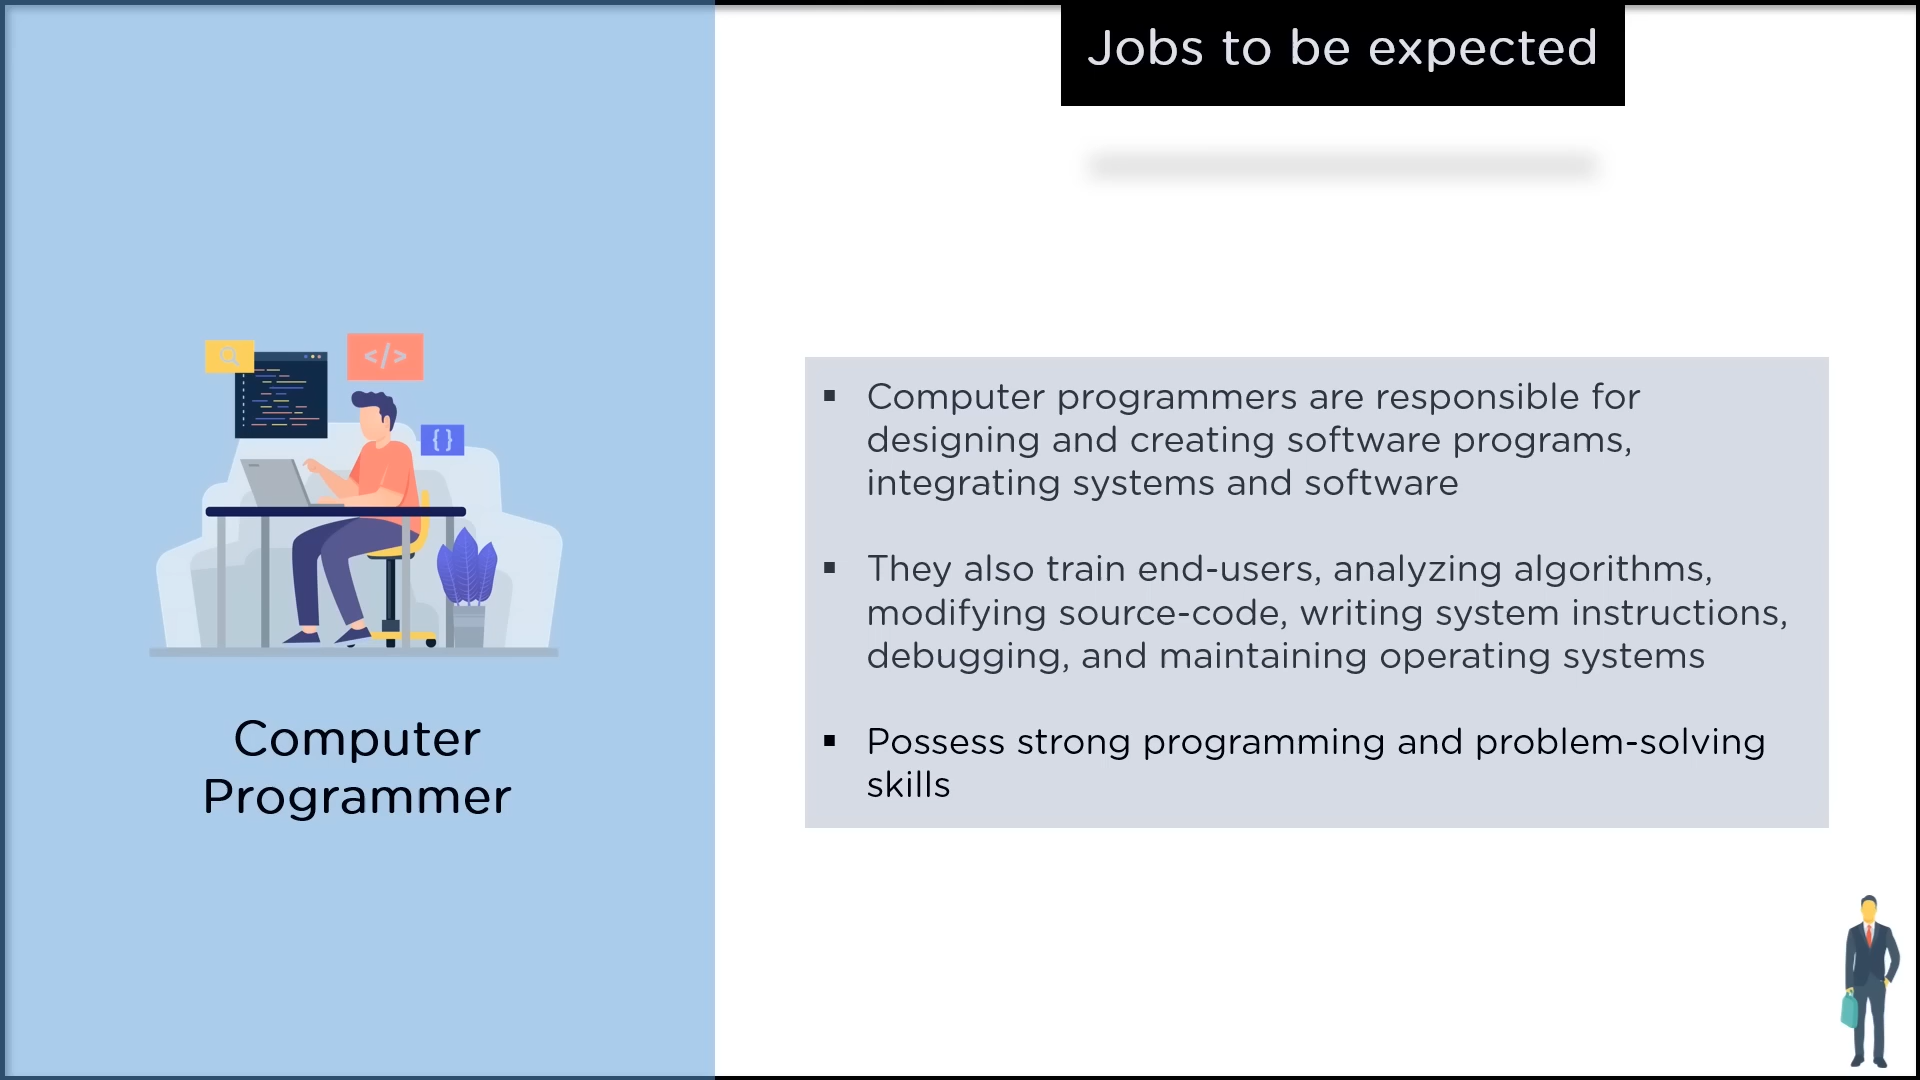 Jobs to be expected
</>
{}
Computer
Programmer
▪ Computer programmers are responsible for
designing and creating software programs,
integrating systems and software
▪ They also train end-users, analyzing algorithms,
modifying source-code, writing system instructions,
debugging, and maintaining operating systems
▪ Possess strong programming and problem-solving
skills